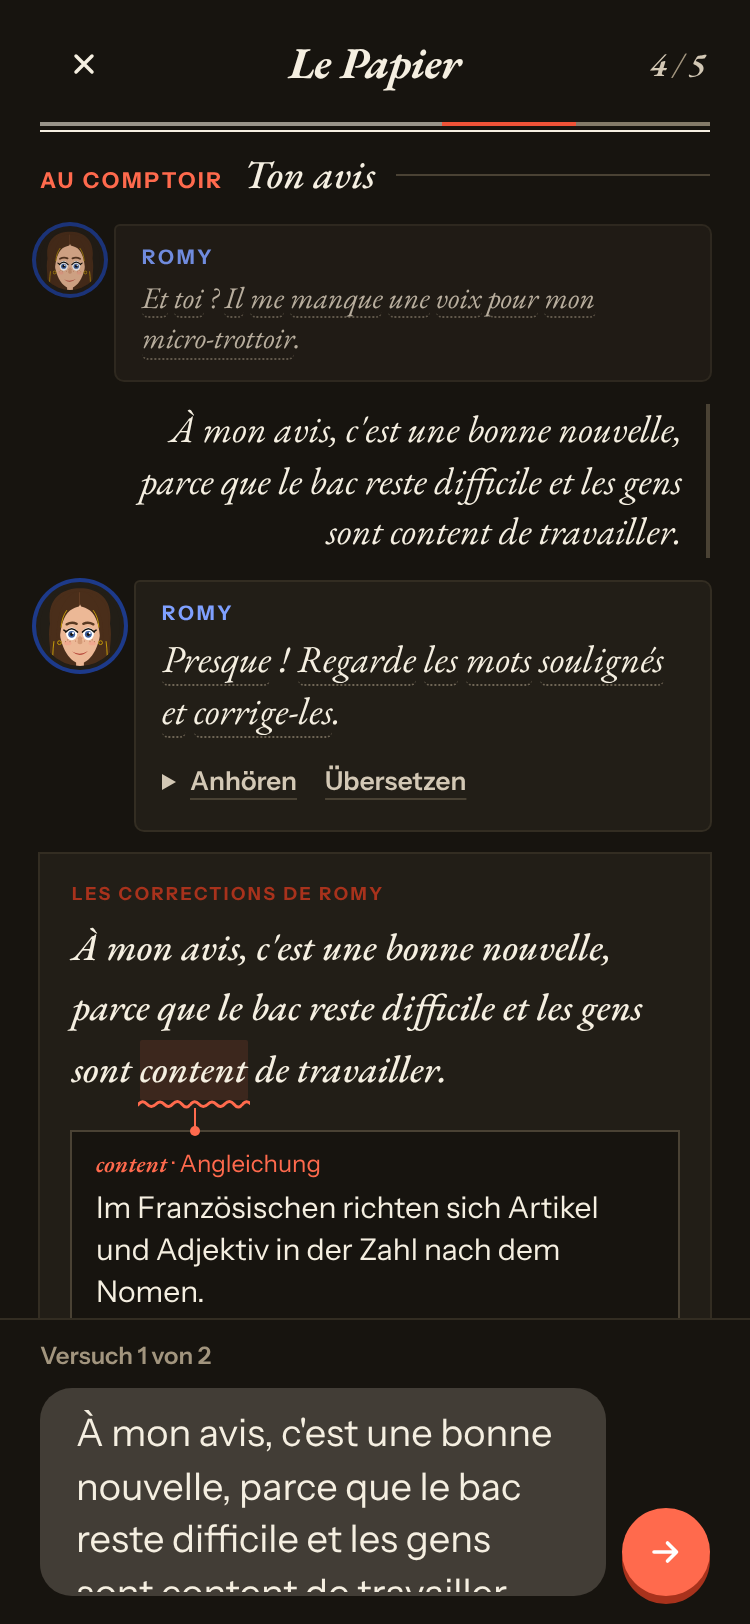 Le Papier
4 / 5
AU COMPTOIR Ton avis
ROMY
Et toi ? Il me manque une voix pour mon
micro-trottoir.
À mon avis, c'est une bonne nouvelle,
parce que le bac reste difficile et les gens
sont content de travailler.
ROMY
Presque ! Regarde les mots soulignés
et corrige-les.
Anhören Übersetzen
LES CORRECTIONS DE ROMY
À mon avis, c'est une bonne nouvelle,
parce que le bac reste difficile et les gens
sont content de travailler.
content · Angleichung
Im Französischen richten sich Artikel
und Adjektiv in der Zahl nach dem
Nomen.
Versuch 1 von 2
À mon avis, c'est une bonne
nouvelle, parce que le bac
reste difficile et les gens
sont content de travailler.